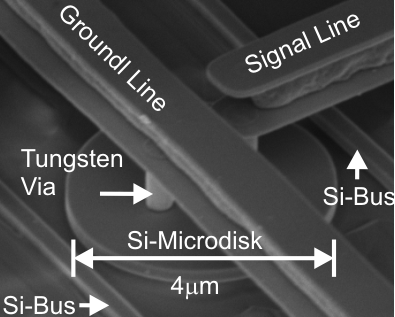 Groundl Line
Signal Line
Tungsten
Via
Si-Bus
Si-Microdisk
4μm
Si-Bus